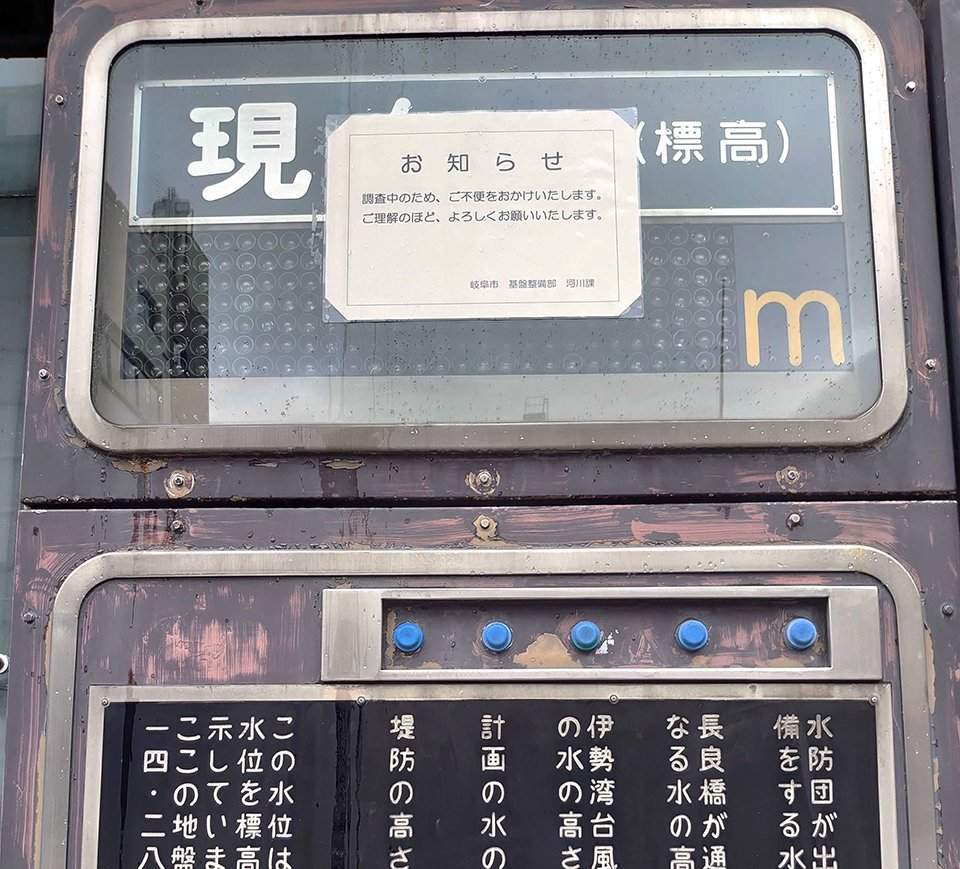 現
(標高)
お知らせ
調査中のため、ご不便をおかけいたします。
ご理解のほど、よろしくお願いいたします。
岐阜市 基盤整備部 河川課
m
水防団が出
備をする水
長良橋が通
なる水の高
伊勢湾台風
の水の高さ
計画の水の
堤防の高さ
この水位は
水位を標高
示していま
ここの地盤
一四・二八